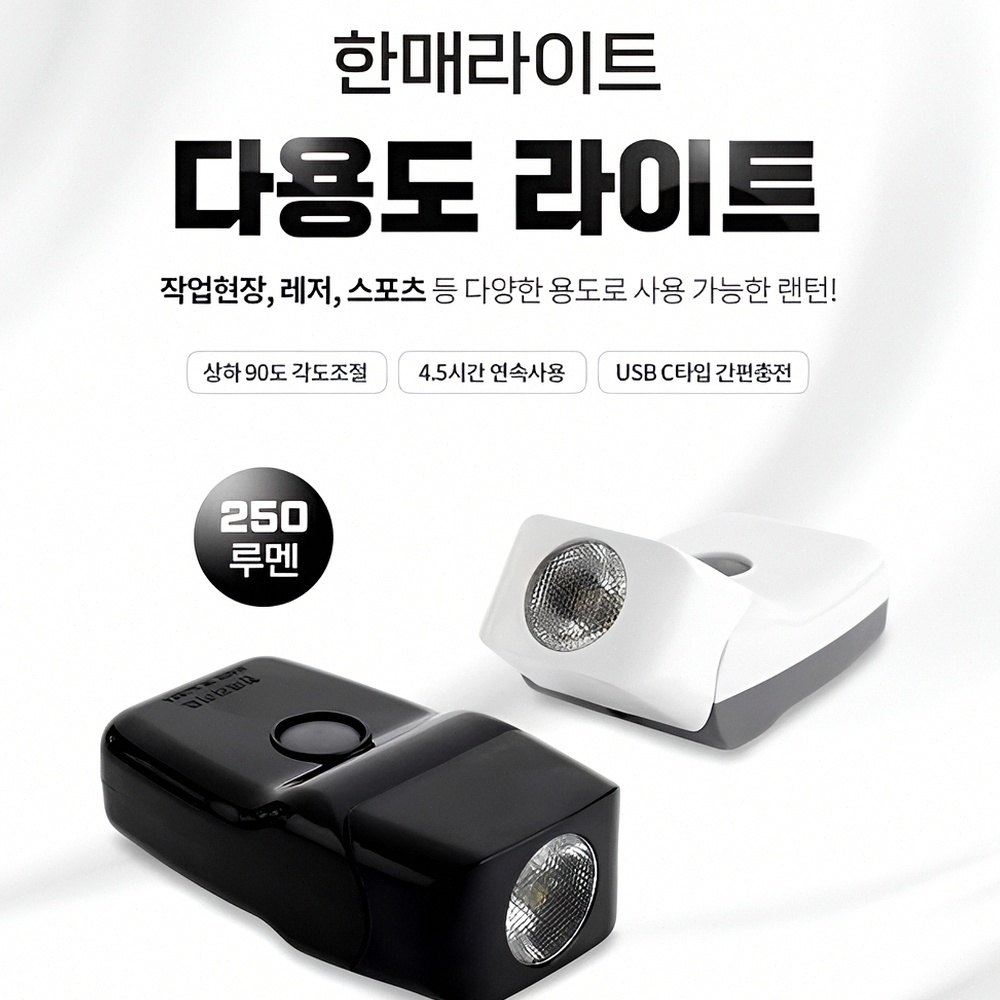 한매라이트
다용도 라이트
작업현장, 레저, 스포츠 등 다양한 용도로 사용 가능한 랜턴!
상하 90도 각도조절
4.5시간 연속사용
USB C타입 간편충전
250
루멘